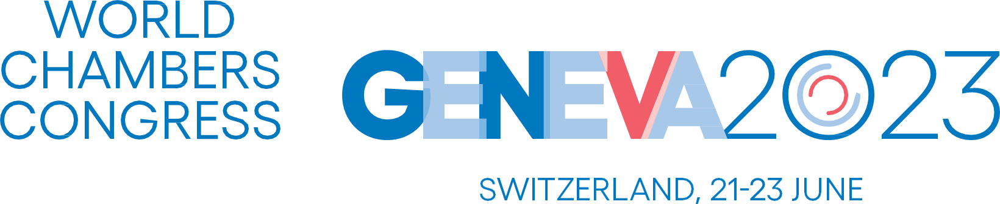 WORLD
CHAMBERS
CONGRESS
GENEVA2023
SWITZERLAND, 21-23 JUNE